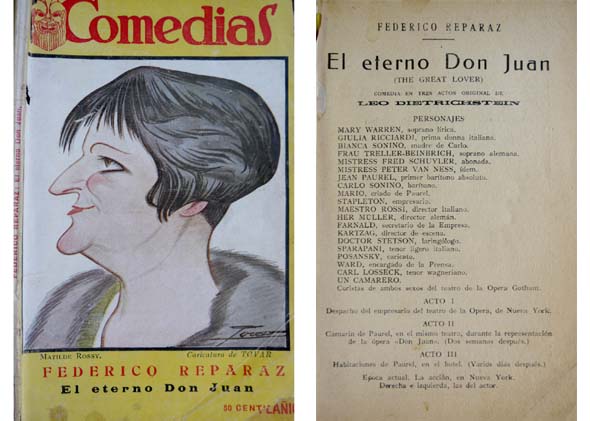 Comedias
Tovar
MATILDE ROSSY.
Caricatura de TOVAR
FEDERICO REPARAZ
El eterno Don Juan
50 CENT
FEDERICO REPARAZ: El eterno Don Juan.
FEDERICO REPARAZ
El eterno Don Juan
(THE GREAT LOVER)
COMEDIA EN TRES ACTOS ORIGINAL DE
LEO DIETRICHSTEIN
PERSONAJES
MARY WARREN, soprano lírica.
GIULIA RICCIARDI, prima donna italiana.
BIANCA SONINO, madre de Carlo.
FRAU TRELLER-BEINBRICH, soprano alemana.
MISTRESS FRED SCHUYLER, abonada.
MISTRESS PETER VAN NESS, ídem.
JEAN PAUREL, primer barítono absoluto.
CARLO SONINO, barítono.
MARIO, criado de Paurel.
STAPLETON, empresario.
MAESTRO ROSSI, director italiano.
HER MULLER, director alemán.
FARNALD, secretario de la Empresa.
KARTZAG, director de escena.
DOCTOR STETSON, laringólogo.
SPARAPANI, tenor ligero italiano.
POSANSKY, caricato.
WARD, encargado de la Prensa.
CARL LOSSECK, tenor wagneriano.
UN CAMARERO.
Coristas de ambos sexos del teatro de la Opera Gotham.
ACTO I
Despacho del empresario del teatro de la Opera, de Nueva York.
ACTO II
Camarín de Paurel, en el mismo teatro, durante la representación
de la ópera «Don Juan». (Dos semanas después.)
ACTO III
Habitaciones de Paurel, en el hotel. (Varios días después.)
Epoca actual. La acción, en Nueva York.
Derecha e izquierda, las del actor.